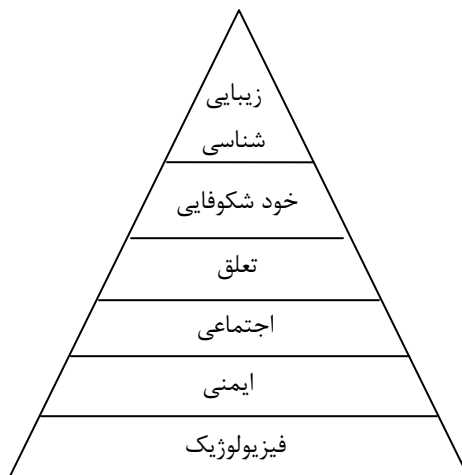 زیبایی
شناسی
خود شکوفایی
تعلق
اجتماعی
ایمنی
فیزیولوژیک